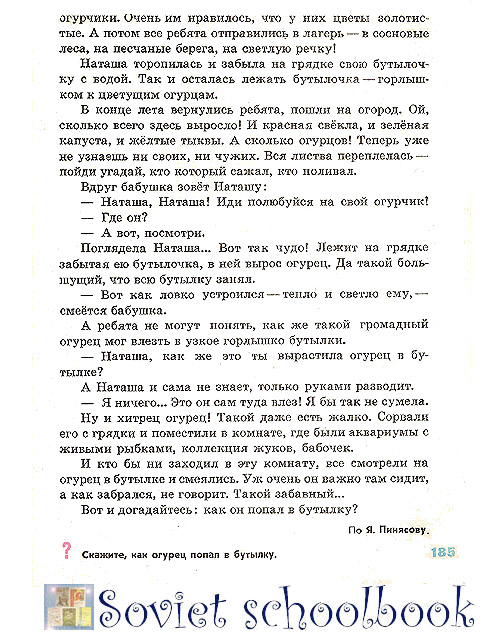 огурчики. Очень им нравилось, что у них цветы золотис-
тые. А потом все ребята отправились в лагерь — в сосновые
леса, на песчаные берега, на светлую речку!
Наташа торопилась и забыла на грядке свою бутылоч-
ку с водой. Так и осталась лежать бутылочка — горлыш-
ком к цветущим огурцам.
В конце лета вернулись ребята, пошли на огород. Ой,
сколько всего здесь выросло! И красная свёкла, и зелёная
капуста, и жёлтые тыквы. А сколько огурцов! Теперь уже
не узнаешь ни своих, ни чужих. Вся листва переплелась —
пойди угадай, кто который сажал, кто поливал.
Вдруг бабушка зовёт Наташу:
— Наташа, Наташа! Иди полюбуйся на свой огурчик!
— Где он?
— А вот, посмотри.
Поглядела Наташа... Вот так чудо! Лежит на грядке
забытая ею бутылочка, в ней вырос огурец. Да такой боль-
шущий, что всю бутылку занял.
— Вот как ловко устроился — тепло и светло ему, —
смеётся бабушка.
А ребята не могут понять, как же такой громадный
огурец мог влезть в узкое горлышко бутылки.
— Наташа, как же это ты вырастила огурец в бу-
тылке?
А Наташа и сама не знает, только руками разводит.
— Я ничего... Это он сам туда влез! Я бы так не сумела.
Ну и хитрец огурец! Такой даже есть жалко. Сорвали
его с грядки и поместили в комнате, где были аквариумы с
живыми рыбками, коллекция жуков, бабочек.
И кто бы ни заходил в эту комнату, все смотрели на
огурец в бутылке и смеялись. Уж очень он важно там сидит,
а как забрался, не говорит. Такой забавный...
Вот и догадайтесь: как он попал в бутылку?
По Я. Пинясову.
? Скажите, как огурец попал в бутылку.
185
Soviet schoolbook